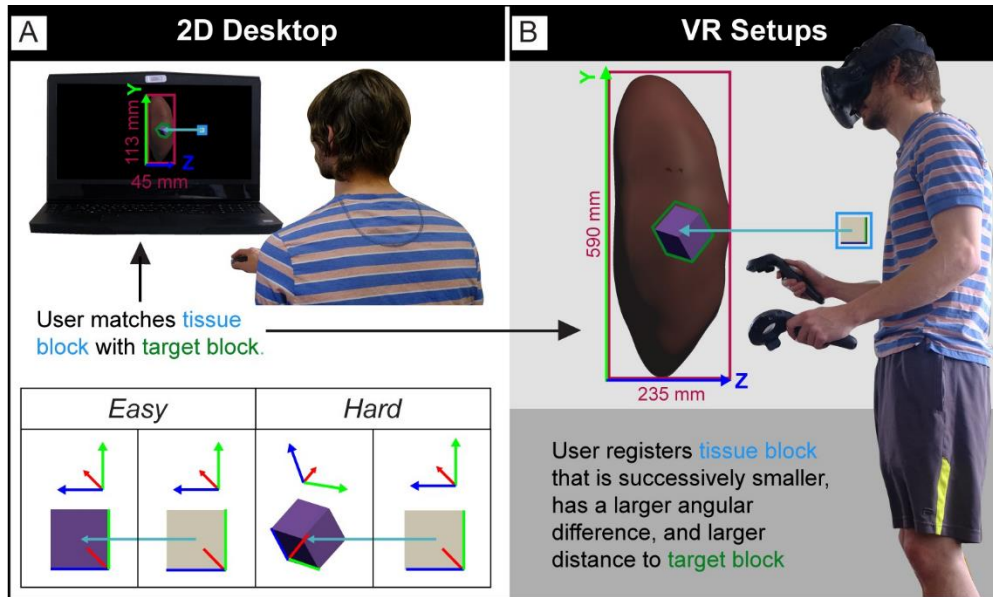 A
2D Desktop
Y
113 mm
Z
45 mm
User matches tissue
block with target block.
Easy
Hard
B
VR Setups
Y
590 mm
Z
235 mm
User registers tissue block
that is successively smaller,
has a larger angular
difference, and larger
distance to target block